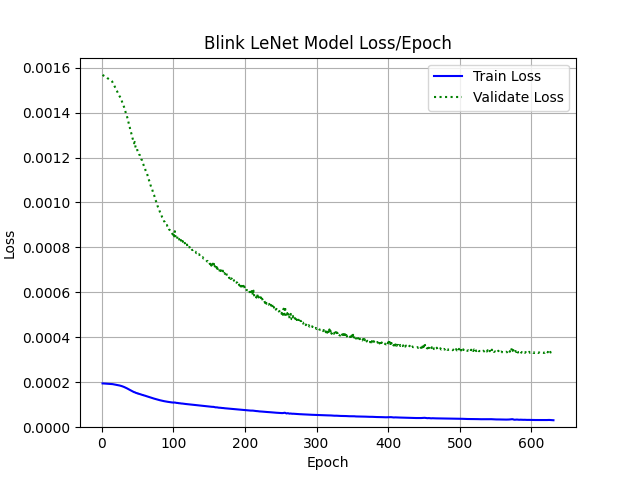 Blink LeNet Model Loss/Epoch
Train Loss
Validate Loss
Loss
0.0016
0.0014
0.0012
0.0010
0.0008
0.0006
0.0004
0.0002
0.0000
0 100 200 300 400 500 600
Epoch